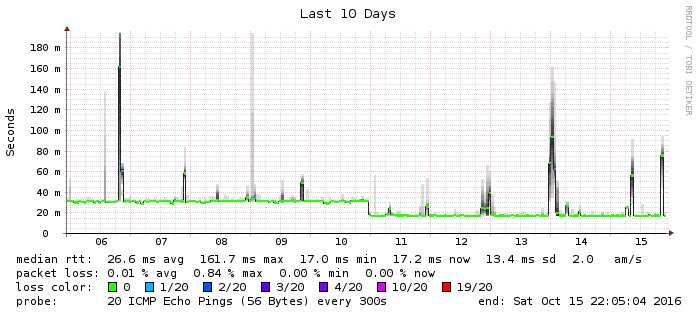 Last 10 Days
RRDTOOL / TOBI OETIKER
Seconds
180 m
160 m
140 m
120 m
100 m
80 m
60 m
40 m
20 m
0
06 07 08 09 10 11 12 13 14 15
median rtt: 26.6 ms avg 161.7 ms max 17.0 ms min 17.2 ms now 13.4 ms sd 2.0 am/s
packet loss: 0.01 % avg 0.84 % max 0.00 % min 0.00 % now
loss color: 0 1/20 2/20 3/20 4/20 10/20 19/20
probe: 20 ICMP Echo Pings (56 Bytes) every 300s end: Sat Oct 15 22:05:04 2016